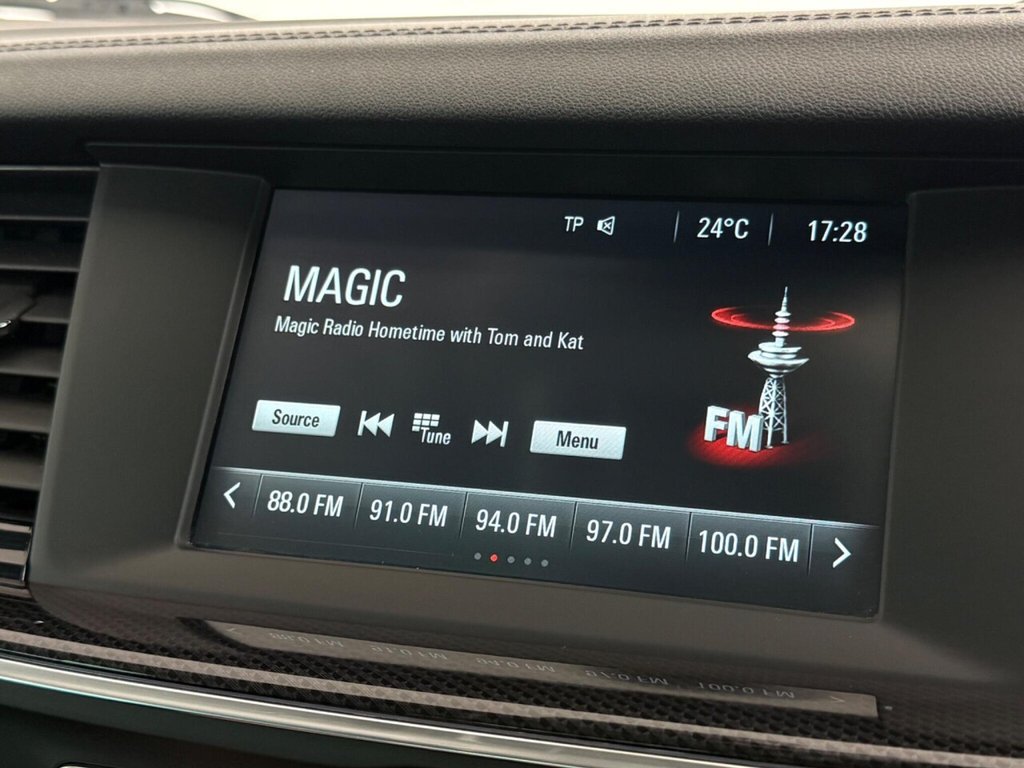 TP 24°C 17:28
MAGIC
Magic Radio Hometime with Tom and Kat
FM
Source Tune Menu
88.0 FM 91.0 FM 94.0 FM 97.0 FM 100.0 FM